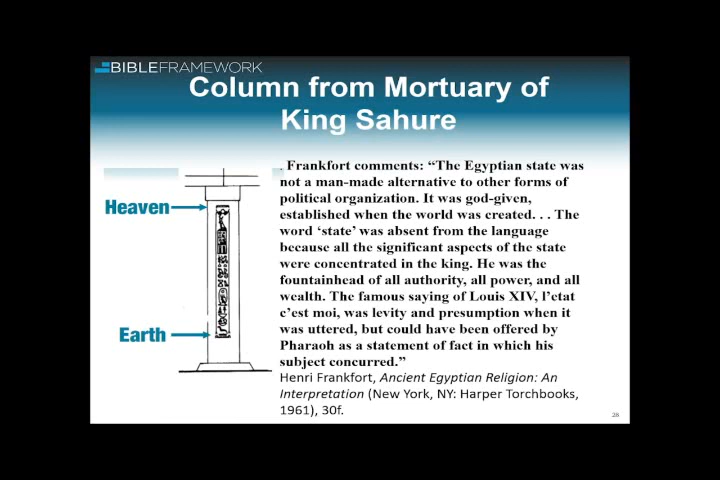 BIBLEFRAMEWORK
Column from Mortuary of
King Sahure
. Frankfort comments: “The Egyptian state was
not a man-made alternative to other forms of
political organization. It was god-given,
established when the world was created. . . The
word ‘state’ was absent from the language
because all the significant aspects of the state
were concentrated in the king. He was the
fountainhead of all authority, all power, and all
wealth. The famous saying of Louis XIV, l’etat
c’est moi, was levity and presumption when it
was uttered, but could have been offered by
Pharaoh as a statement of fact in which his
subject concurred.”
Henri Frankfort, Ancient Egyptian Religion: An
Interpretation (New York, NY: Harper Torchbooks,
1961), 30f.
Heaven
Earth
28